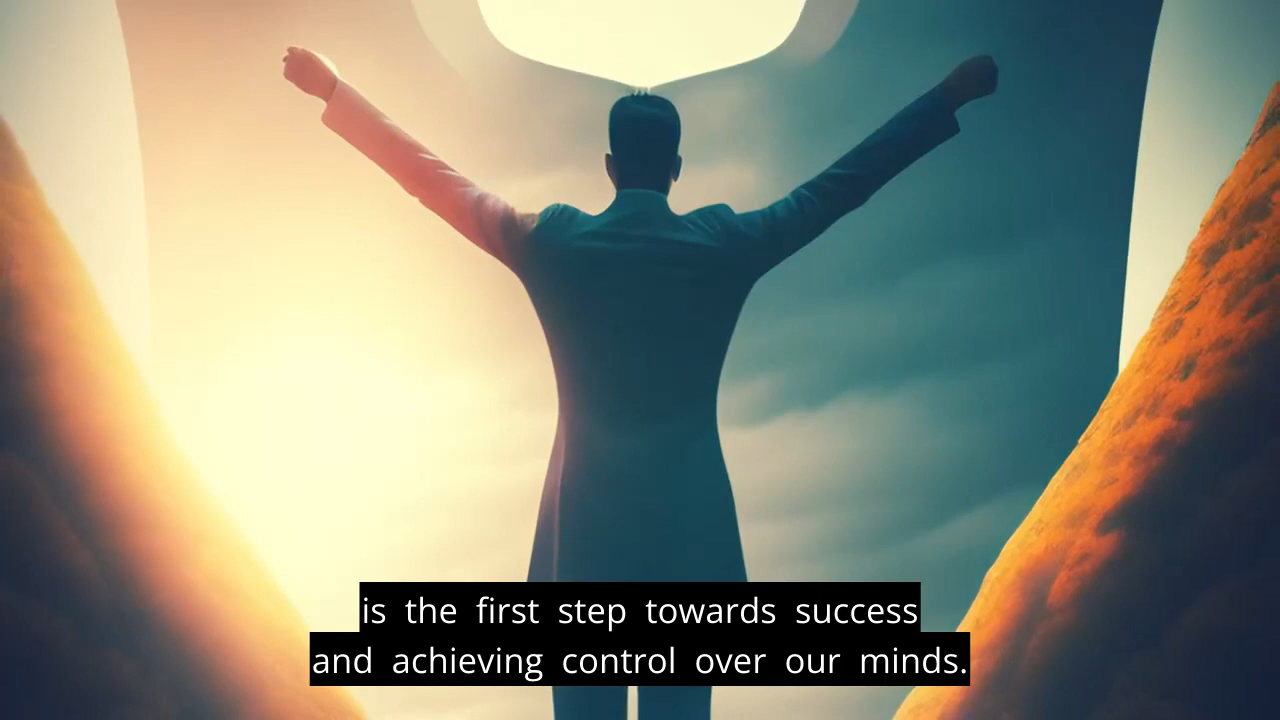 is the first step towards success
and achieving control over our minds.